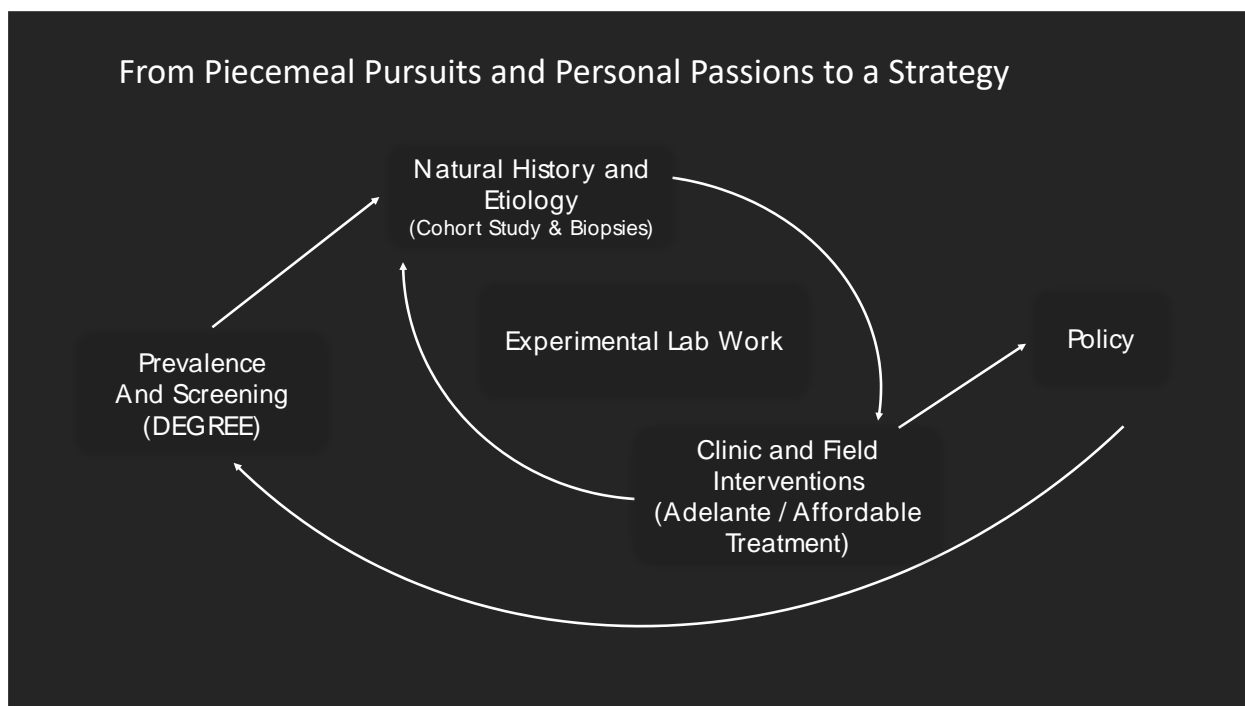 From Piecemeal Pursuits and Personal Passions to a Strategy
Natural History and
Etiology
(Cohort Study & Biopsies)
Experimental Lab Work
Policy
Prevalence
And Screening
(DEGREE)
Clinic and Field
Interventions
(Adelante / Affordable
Treatment)